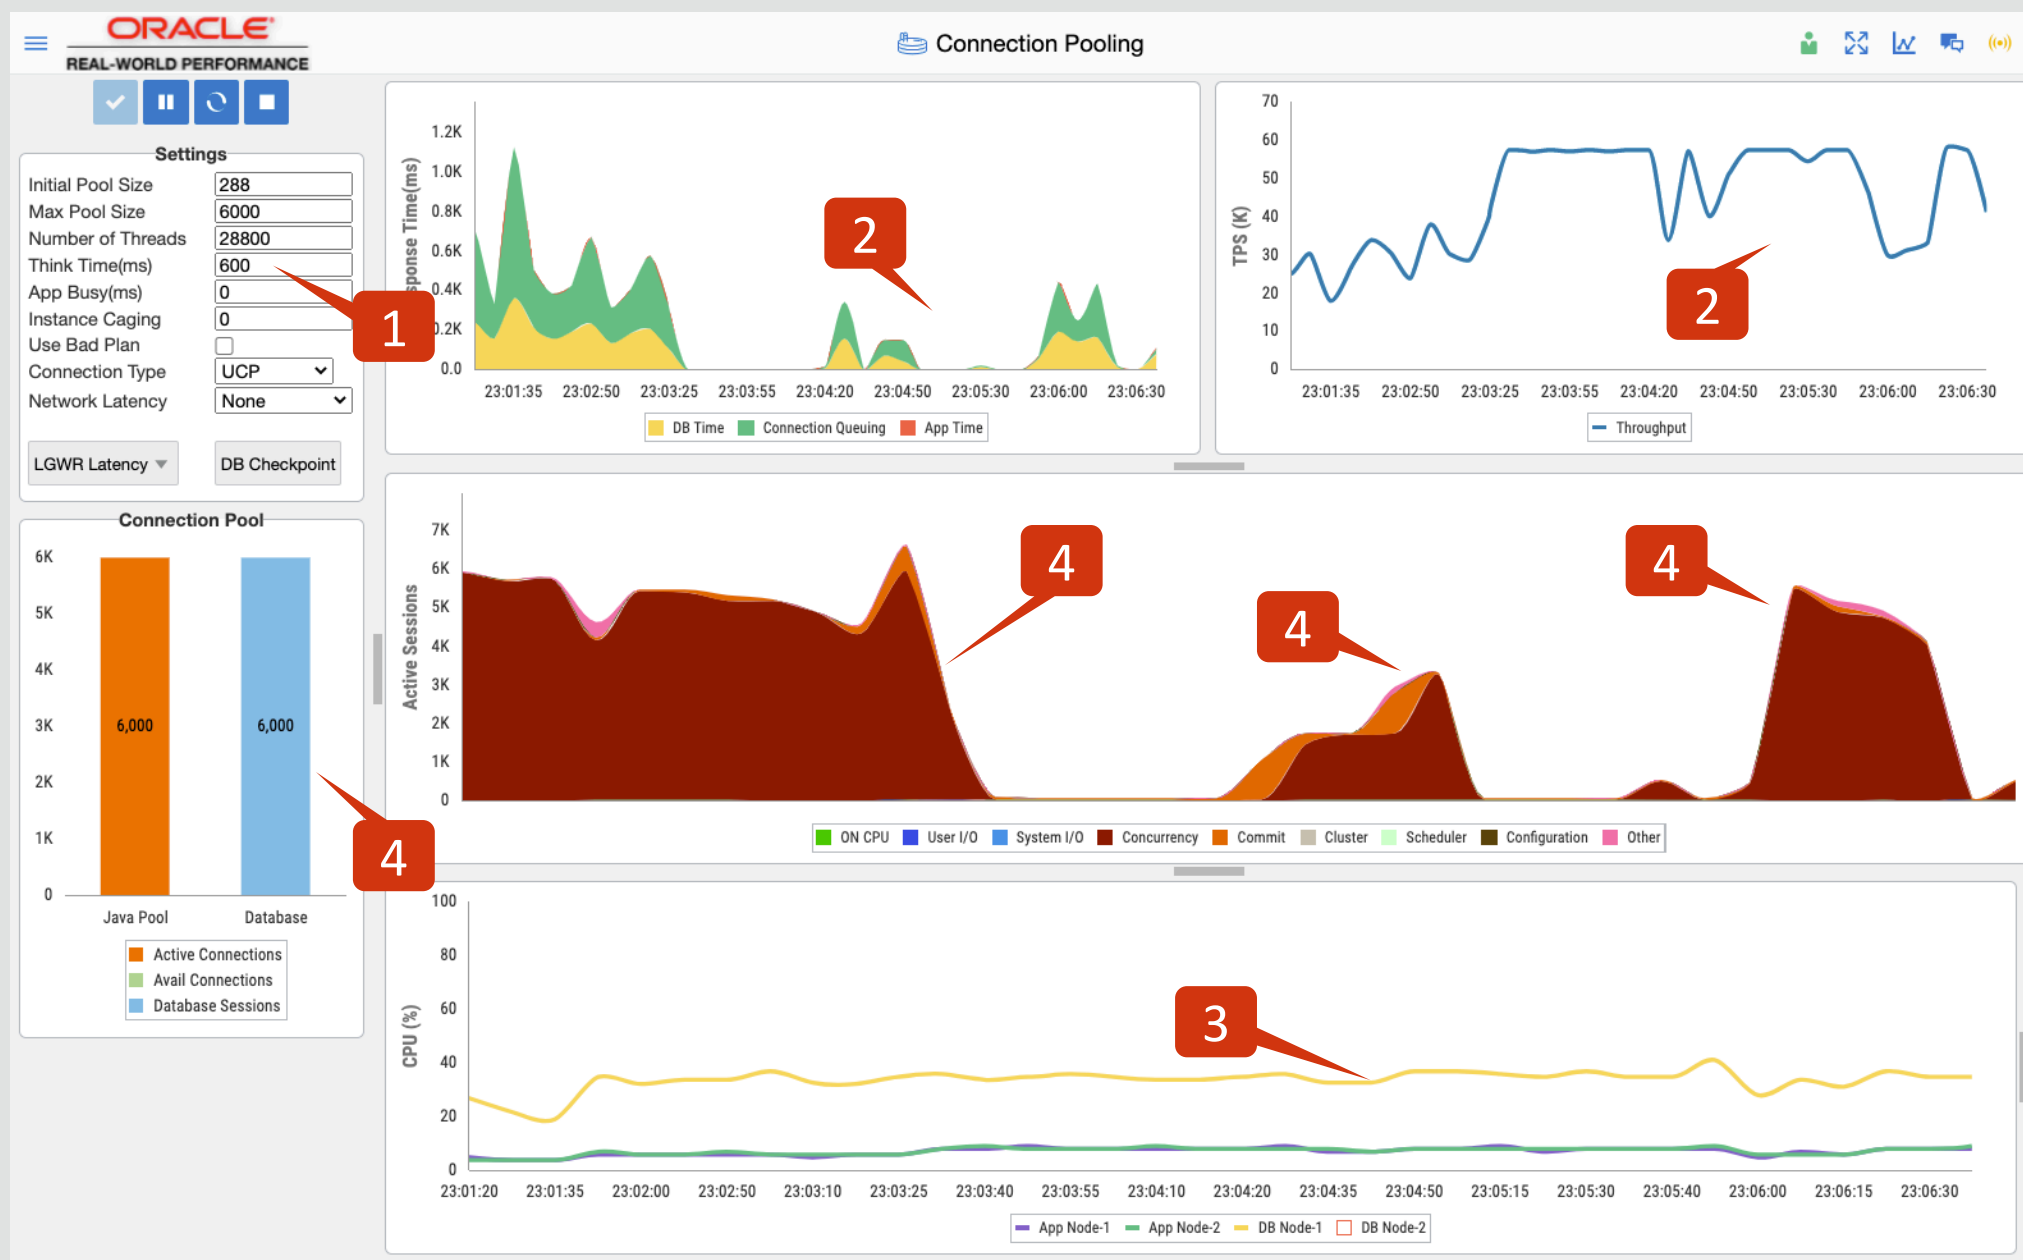 ORACLE
REAL-WORLD PERFORMANCE
Connection Pooling
Settings
Initial Pool Size 288
Max Pool Size 6000
Number of Threads 28800
Think Time(ms) 600
App Busy(ms) 0
Instance Caging 0
Use Bad Plan
Connection Type UCP
Network Latency None
LGWR Latency DB Checkpoint
1
Connection Pool
6K
5K
4K
3K
2K
1K
0
6,000 6,000
Java Pool Database
Active Connections
Avail Connections
Database Sessions
4
sponse Time(ms)
1.2K
1.0K
0.8K
0.6K
0.4K
0.2K
0.0
2
23:01:35 23:02:50 23:03:25 23:03:55 23:04:20 23:04:50 23:05:30 23:06:00 23:06:30
DB Time Connection Queuing App Time
TPS (K)
70
60
50
40
30
20
10
0
2
23:01:35 23:02:50 23:03:25 23:03:55 23:04:20 23:04:50 23:05:30 23:06:00 23:06:30
Throughput
Active Sessions
7K
6K
5K
4K
3K
2K
1K
0
4
4
4
ON CPU User I/O System I/O Concurrency Commit Cluster Scheduler Configuration Other
CPU (%)
100
80
60
40
20
0
3
23:01:20 23:01:35 23:02:00 23:02:50 23:03:10 23:03:25 23:03:40 23:03:55 23:04:10 23:04:20 23:04:35 23:04:50 23:05:15 23:05:30 23:05:40 23:06:00 23:06:15 23:06:30
App Node-1 App Node-2 DB Node-1 DB Node-2